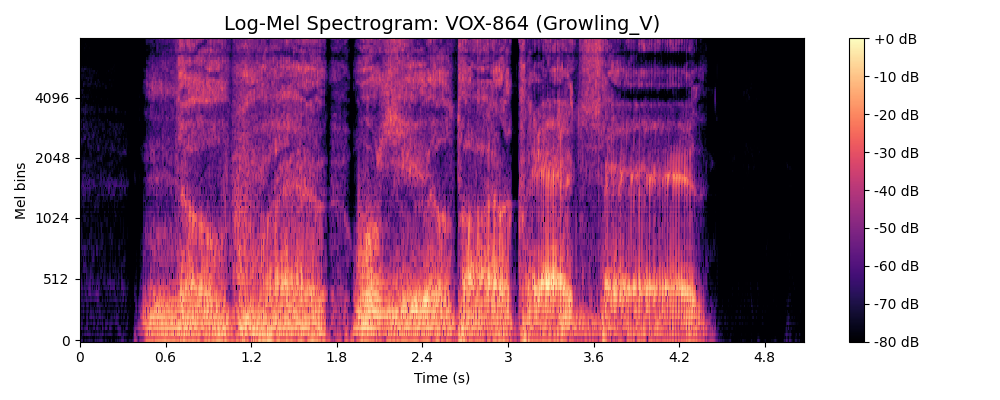 Log-Mel Spectrogram: VOX-864 (Growling_V)
Mel bins
4096
2048
1024
512
0
0 0.6 1.2 1.8 2.4 3 3.6 4.2 4.8
Time (s)
+0 dB
-10 dB
-20 dB
-30 dB
-40 dB
-50 dB
-60 dB
-70 dB
-80 dB